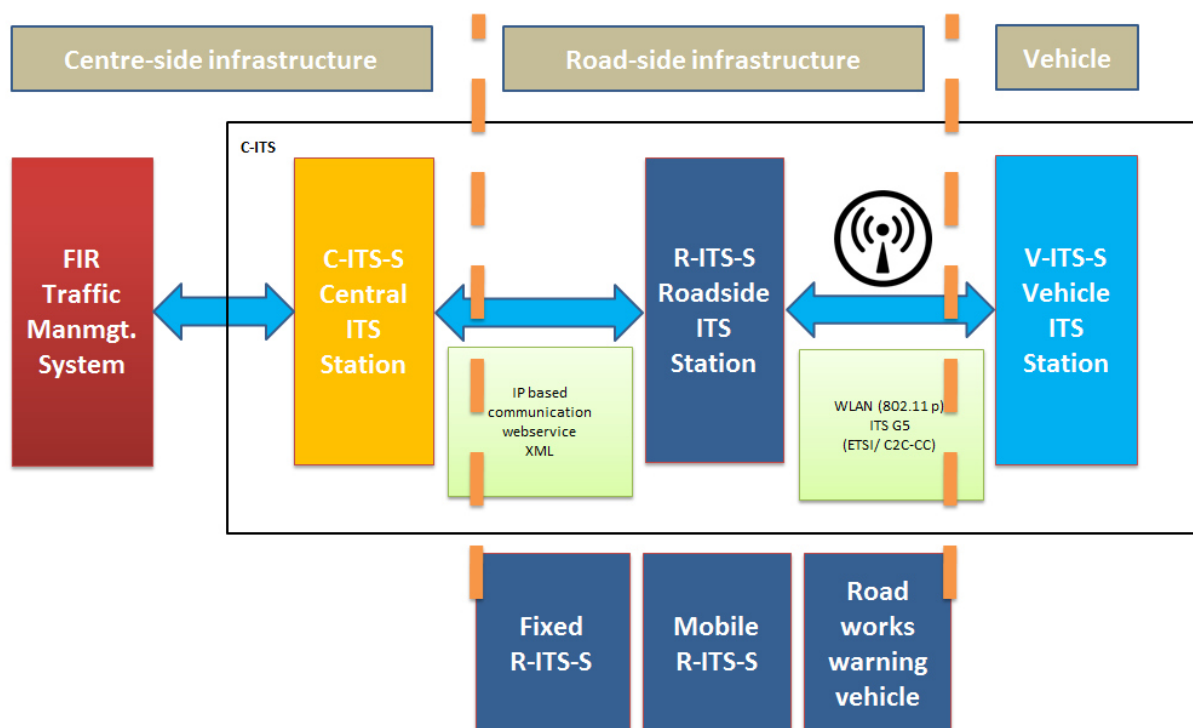 Centre-side infrastructure
Road-side infrastructure
Vehicle
C-ITS
FIR
Traffic
Manmgt.
System
C-ITS-S
Central
ITS
Station
IP based
communication
webservice
XML
R-ITS-S
Roadside
ITS
Station
WLAN (802.11 p)
ITS G5
(ETSI/ C2C-CC)
V-ITS-S
Vehicle
ITS
Station
Fixed
R-ITS-S
Mobile
R-ITS-S
Road
works
warning
vehicle